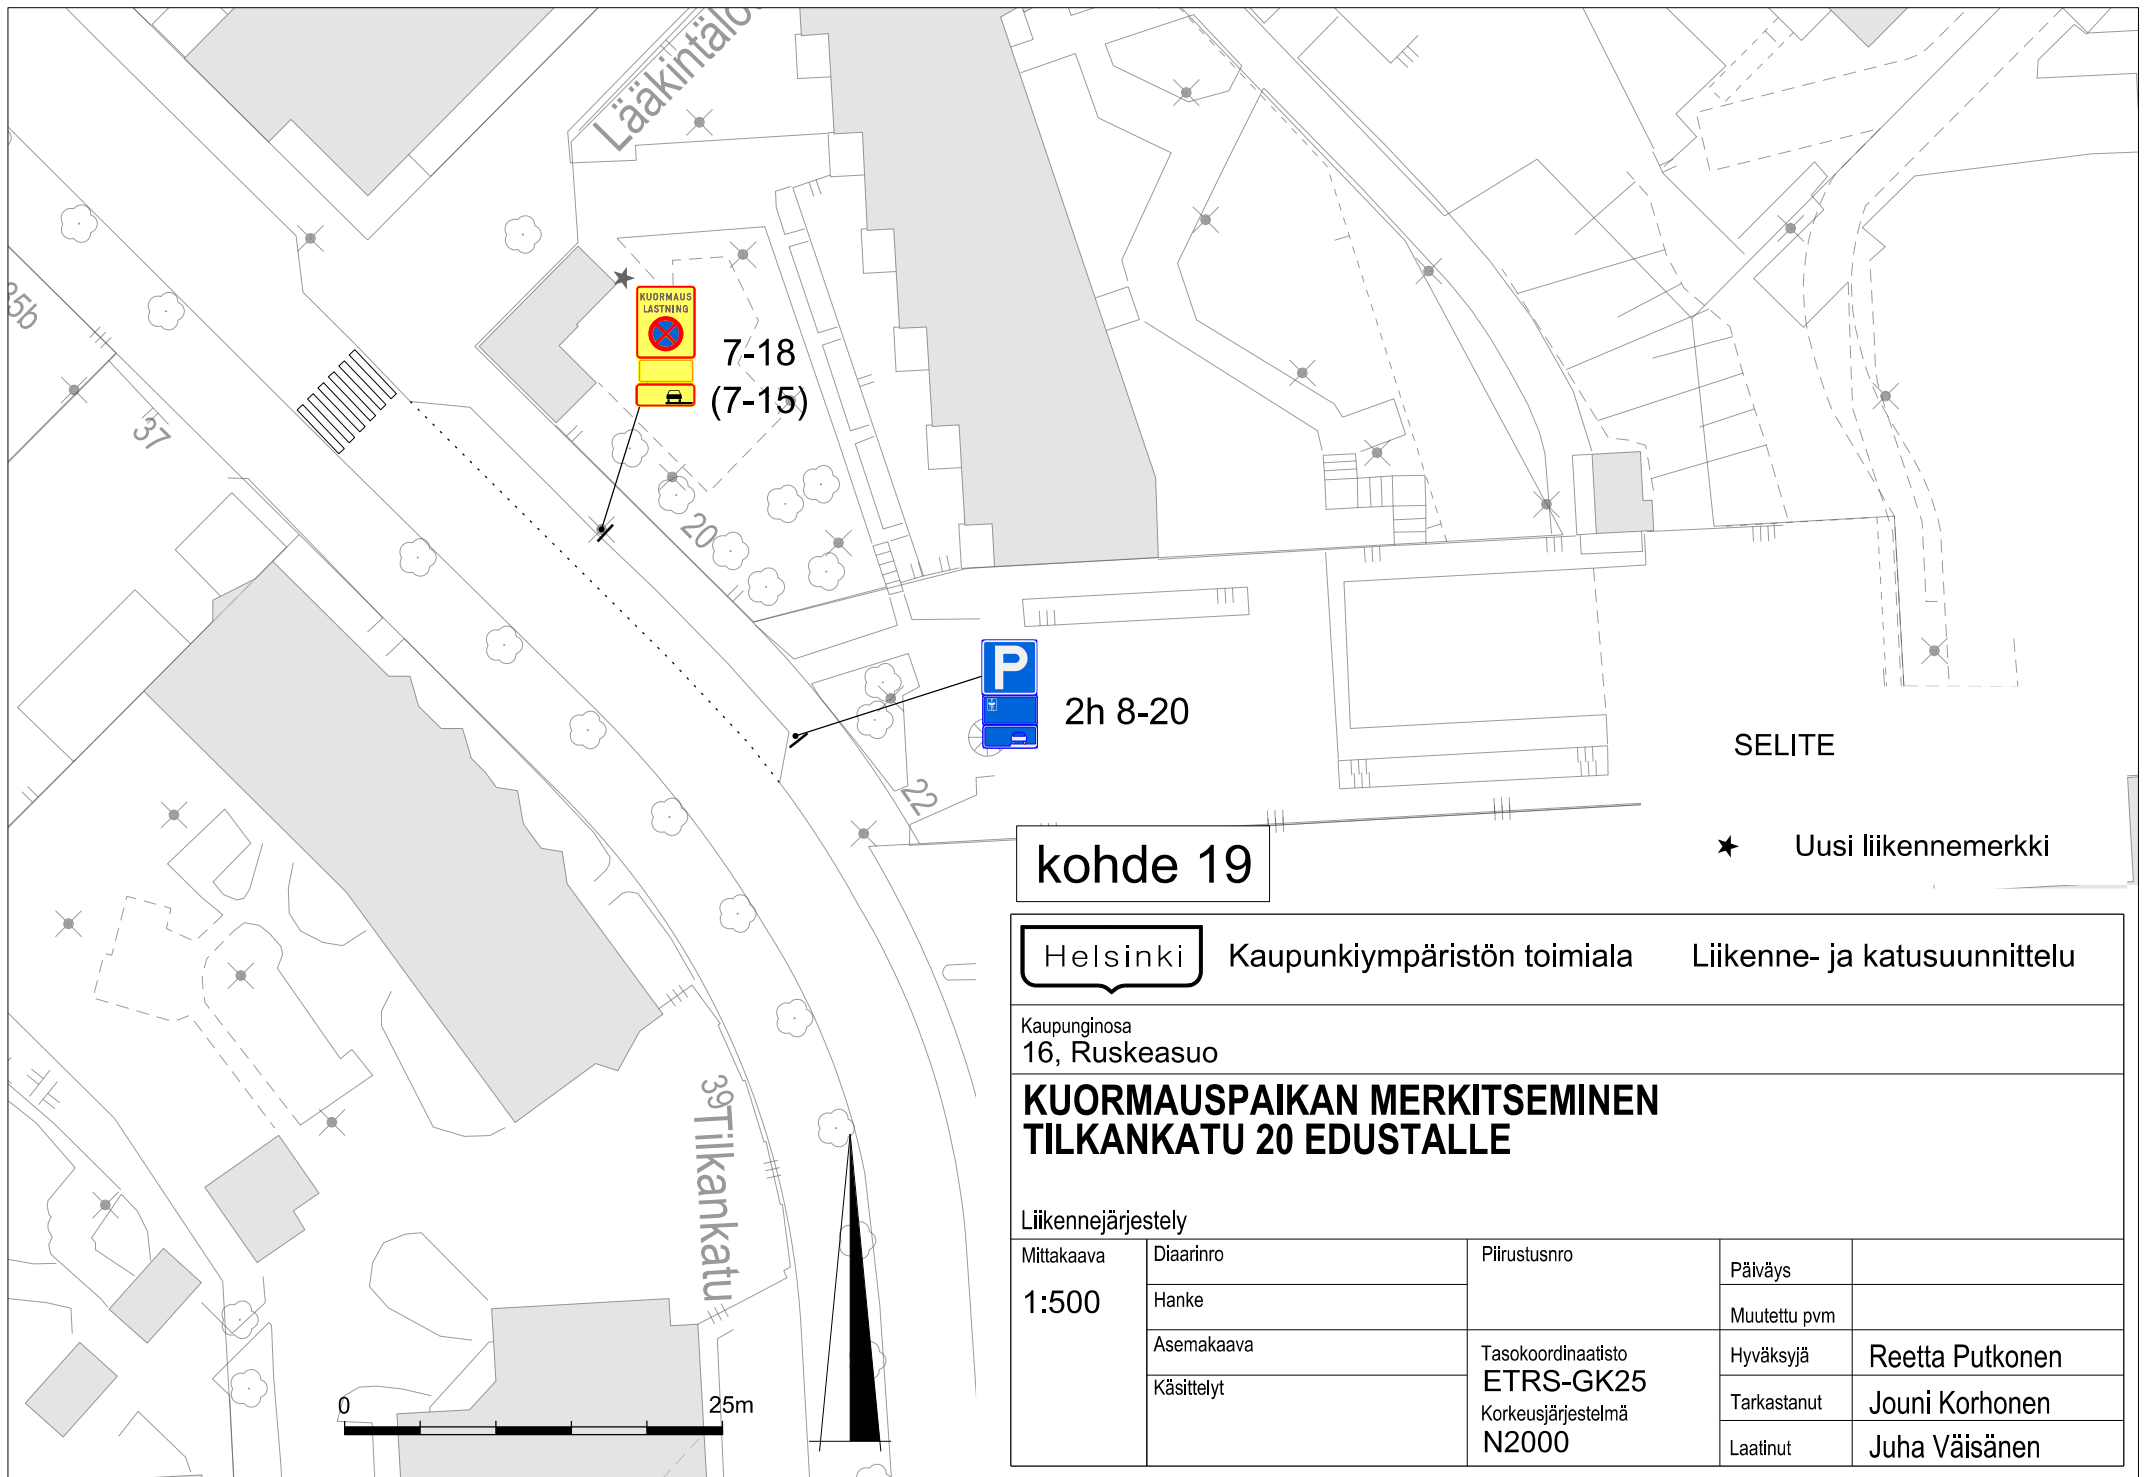 35b
37
20
22
39
Tilkankatu
KUORMAUS
LASTNING
7-18
(7-15)
P
2h 8-20
SELITE
Uusi liikennemerkki
kohde 19
Helsinki
Kaupunkiympäristön toimiala Liikenne- ja katusuunnittelu
Kaupunginosa
16, Ruskeasuo
KUORMAUSPAIKAN MERKITSEMINEN
TILKANKATU 20 EDUSTALLE
Liikennejärjestely
Mittakaava
1:500
Diaarinro
Hanke
Asemakaava
Käsittelyt
Piirustusnro
Tasokoordinaatisto
ETRS-GK25
Korkeusjärjestelmä
N2000
Päiväys
Muutettu pvm
Hyväksyjä Reetta Putkonen
Tarkastanut Jouni Korhonen
Laatinut Juha Väisänen
0 25m